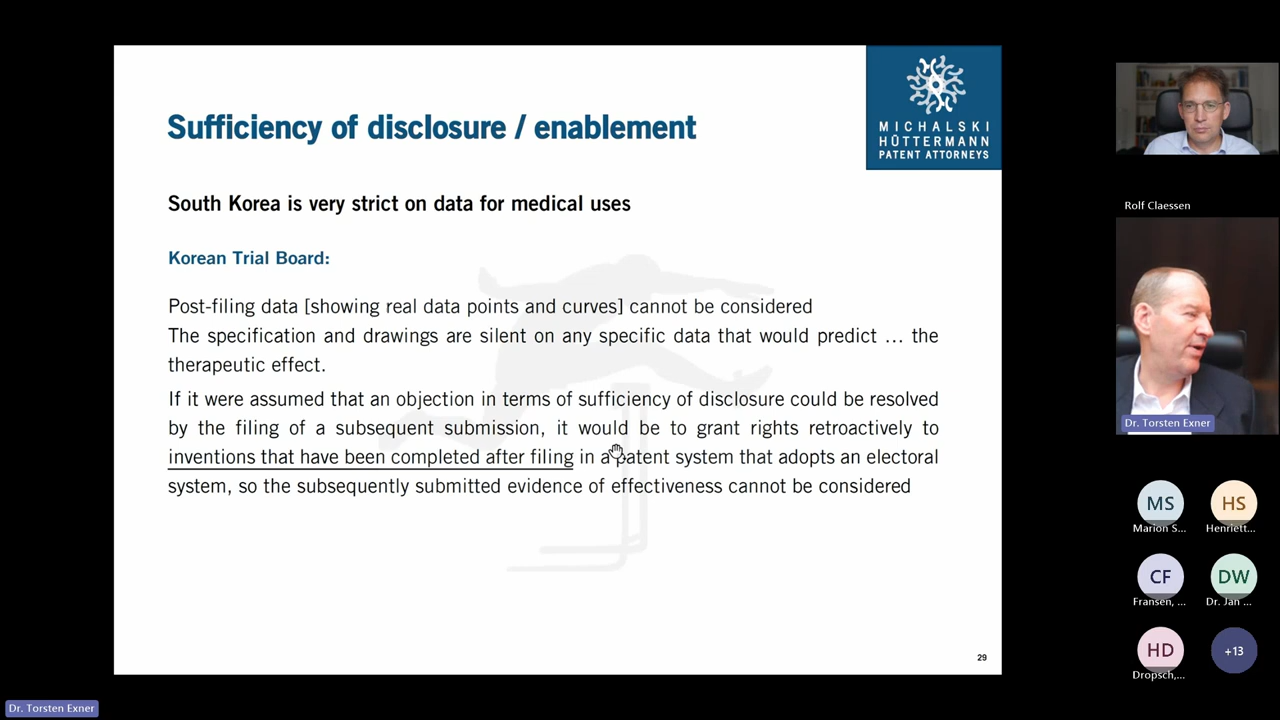 Sufficiency of disclosure / enablement
MICHALSKI
HÜTTERMANN
PATENT ATTORNEYS
South Korea is very strict on data for medical uses
Korean Trial Board:
Post-filing data [showing real data points and curves] cannot be considered
The specification and drawings are silent on any specific data that would predict … the
therapeutic effect.
If it were assumed that an objection in terms of sufficiency of disclosure could be resolved
by the filing of a subsequent submission, it would be to grant rights retroactively to
inventions that have been completed after filing in a patent system that adopts an electoral
system, so the subsequently submitted evidence of effectiveness cannot be considered
29
Rolf Claessen
Dr. Torsten Exner
MS
HS
Marion S...
Henriett...
CF
DW
Fransen, ...
Dr. Jan ...
HD
+13
Dropsch,...
Dr. Torsten Exner